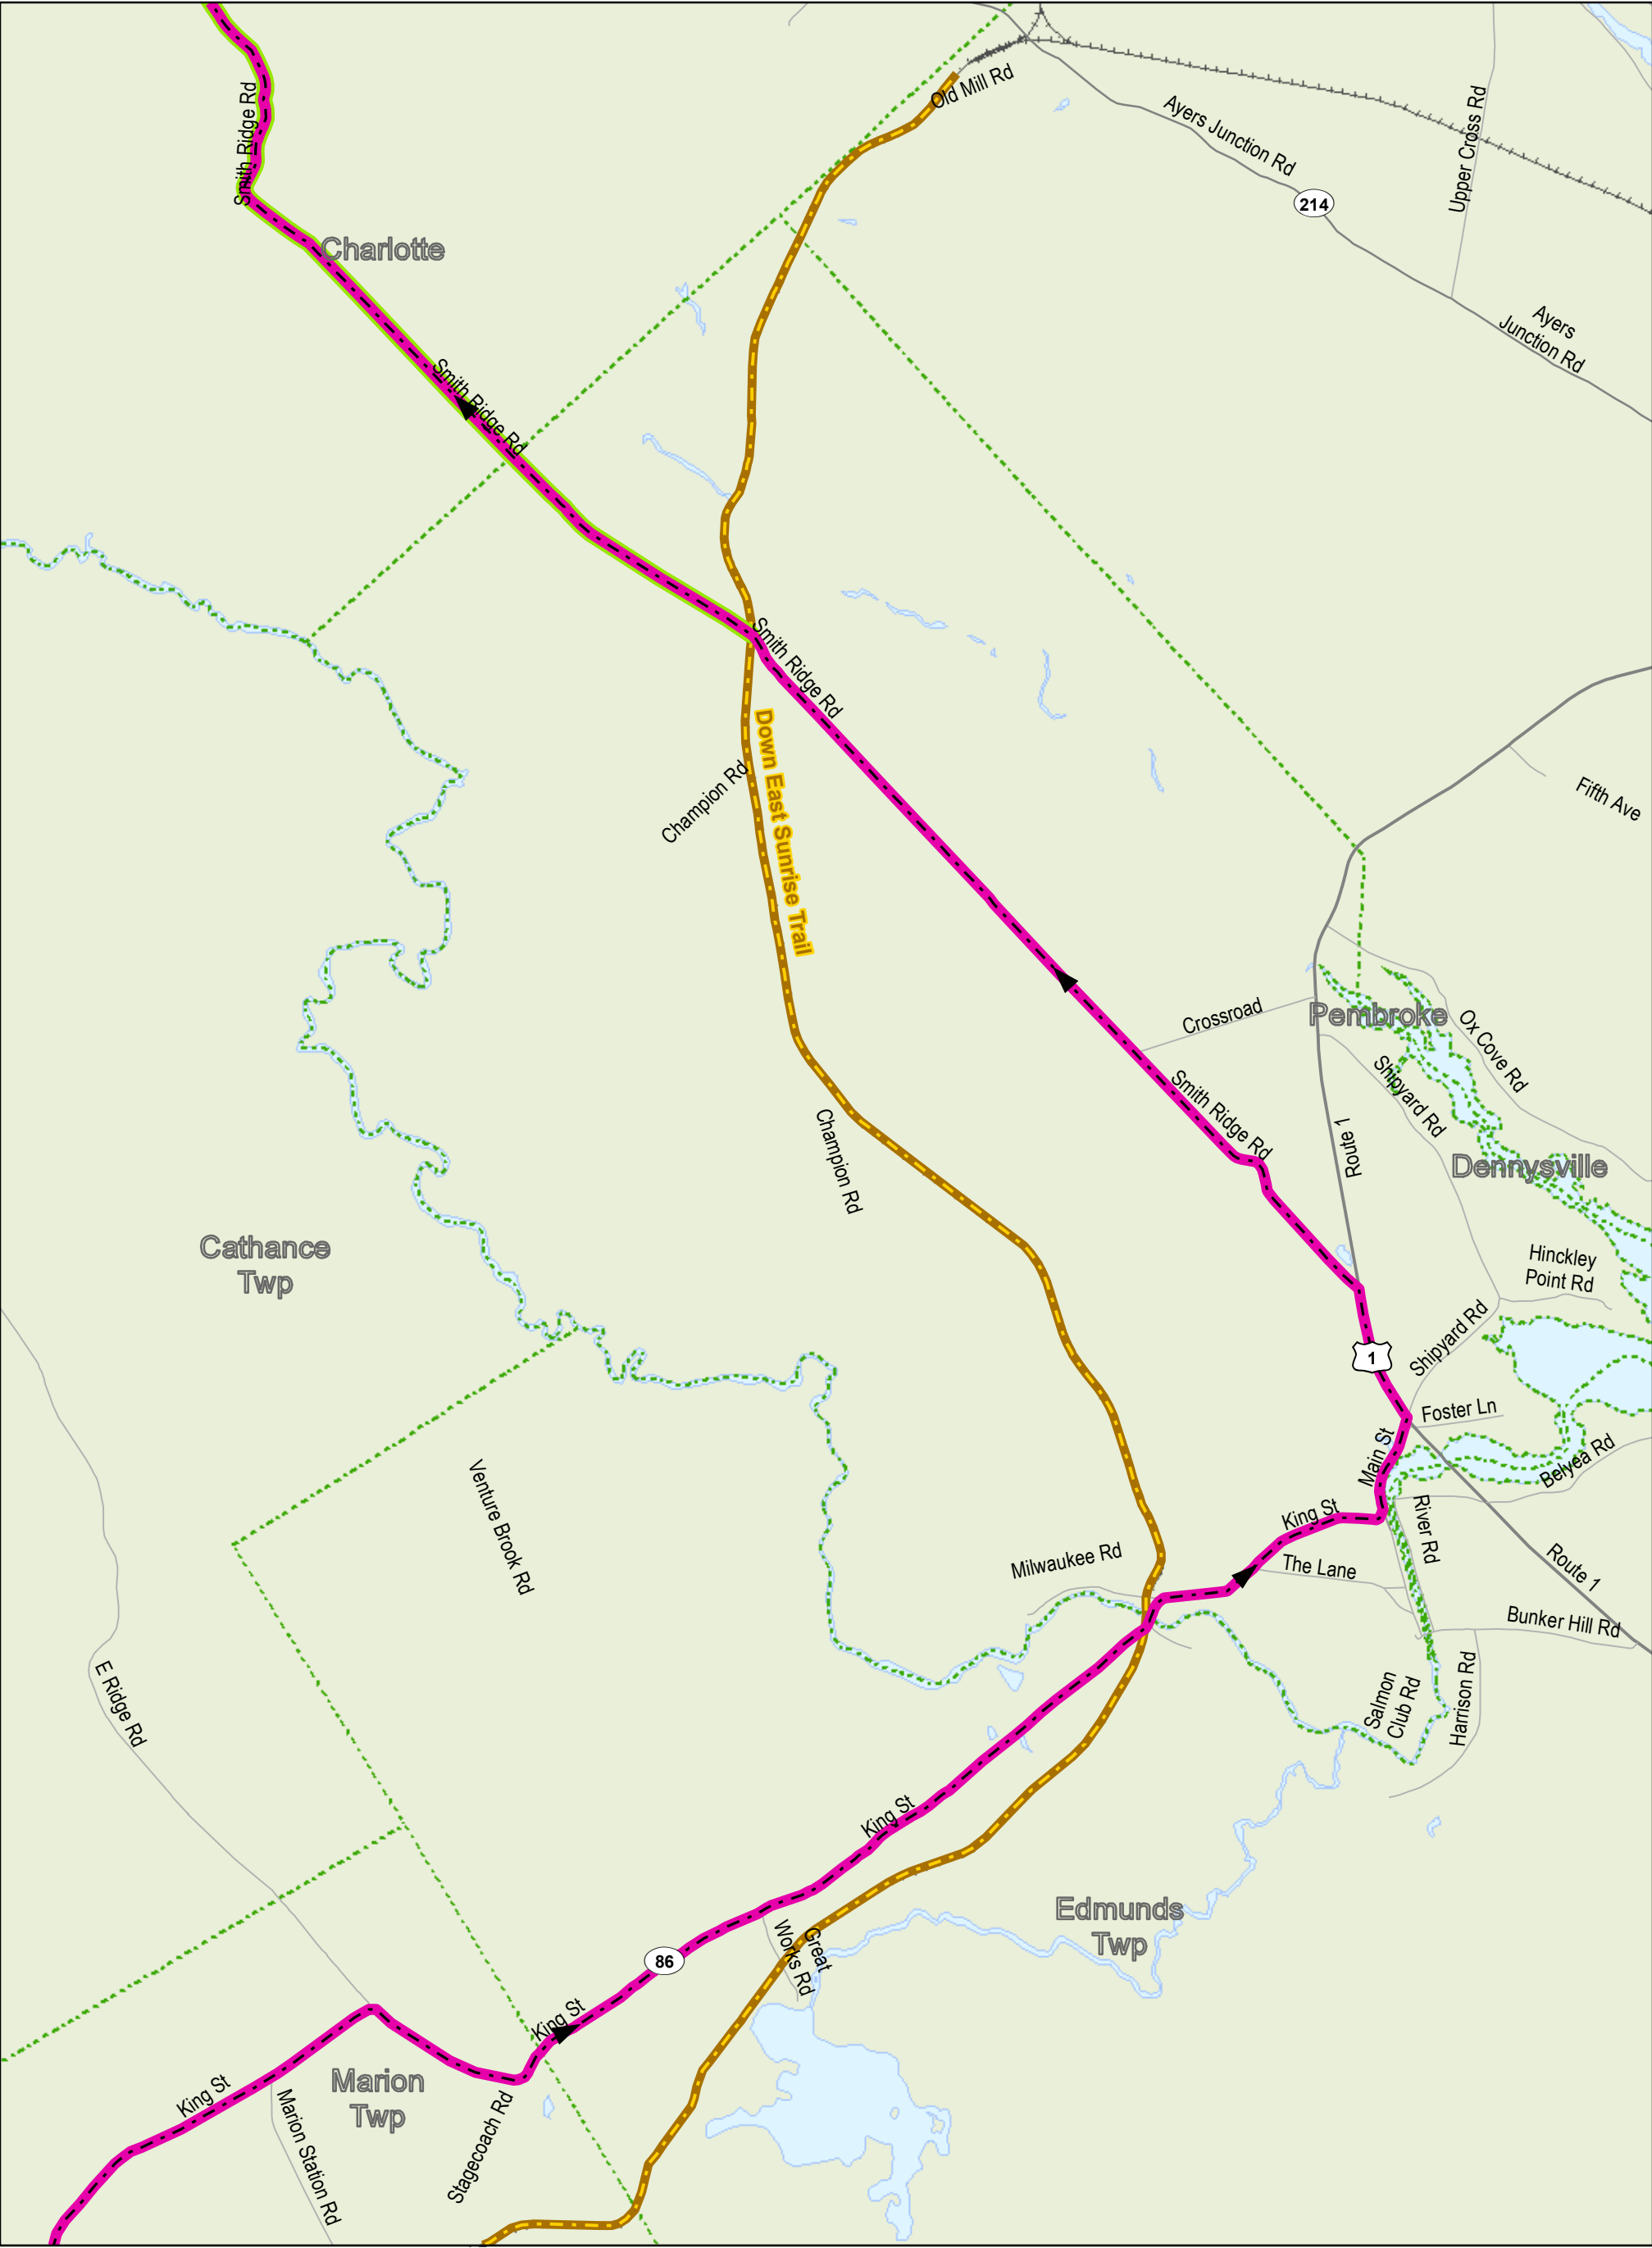 Old Mill Rd
Smith Ridge Rd
Ayers Junction Rd
Upper Cross Rd
214
Charlotte
Ayers
Junction Rd
Smith Ridge Rd
Smith Ridge Rd
Down East Sunrise Trail
Champion Rd
Fifth Ave
Crossroad
Pembroke
Ox Cove Rd
Shipyard Rd
Smith Ridge Rd
Route 1
Champion Rd
Dennysville
Cathance
Twp
Hinckley
Point Rd
Shipyard Rd
1
Foster Ln
Main St
Belyea Rd
Venture Brook Rd
King St
River Rd
Milwaukee Rd
The Lane
Route 1
Bunker Hill Rd
E Ridge Rd
Salmon
Club Rd
Harrison Rd
King St
Edmunds
Twp
Great
Works Rd
86
King St
Marion
Twp
King St
Marion Station Rd
Stagecoach Rd